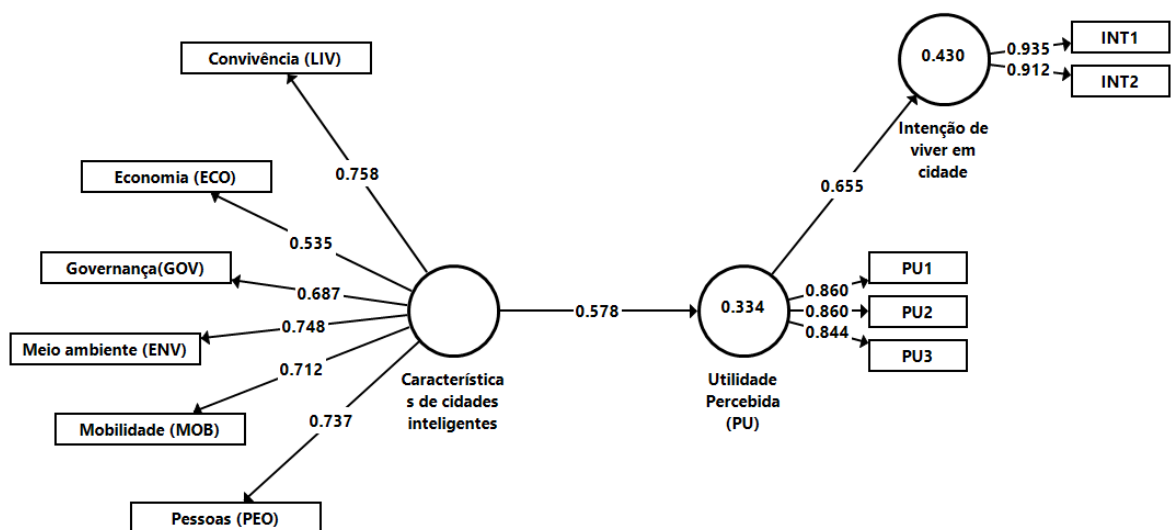 Convivência (LIV)
0.758
Economia (ECO)
0.535
Governança(GOV)
0.687
Meio ambiente (ENV)
0.748
Mobilidade (MOB)
0.712
Pessoas (PEO)
0.737
Característica
s de cidades
inteligentes
0.578
0.334
Utilidade
Percebida
(PU)
0.860
PU1
0.860
PU2
0.844
PU3
0.655
0.430
Intenção de
viver em
cidade
0.935
INT1
0.912
INT2